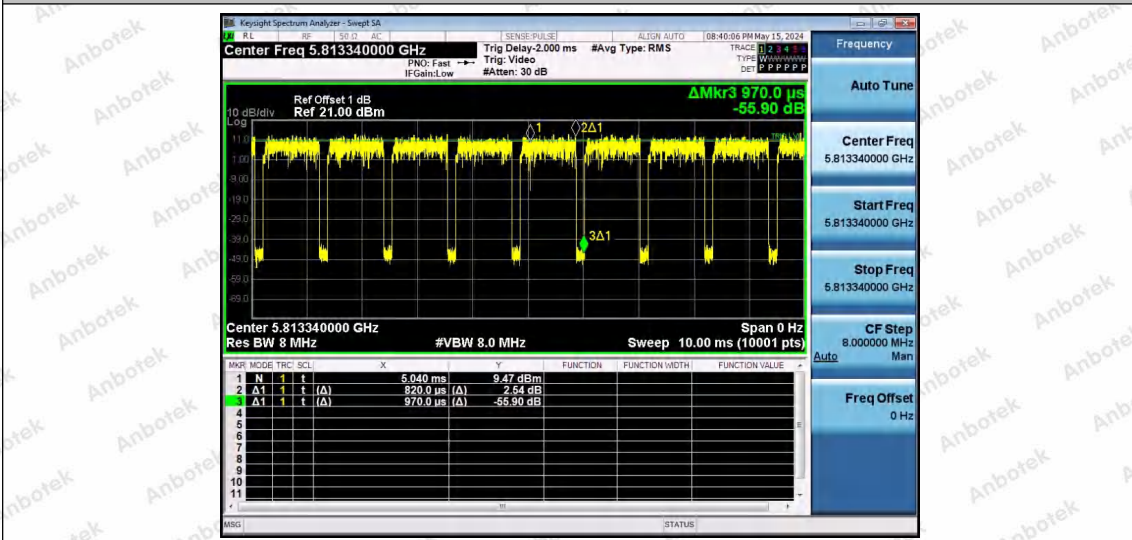 Keysight Spectrum Analyzer - Swept SA
RL RF 50 Ω AC SENSE:PULSE ALIGN AUTO 08:40:06 PM May 15, 2024
Center Freq 5.813340000 GHz
PNO: Fast
IFGain:Low
Trig Delay-2.000 ms
Trig: Video
#Atten: 30 dB
#Avg Type: RMS
TRACE 1 2 3 4 5 6
TYPE W
DET P P P P P P
Frequency
ΔMkr3 970.0 µs
-55.90 dB
Ref Offset 1 dB
10 dB/div Ref 21.00 dBm
Log
11.0
1.00
-9.00
-19.0
-29.0
-39.0
-49.0
-59.0
-69.0
1
2Δ1
3Δ1
Center 5.813340000 GHz Span 0 Hz
Res BW 8 MHz #VBW 8.0 MHz Sweep 10.00 ms (10001 pts)
MKR MODE TRC SCL X Y FUNCTION FUNCTION WIDTH FUNCTION VALUE
1 N 1 t 5.040 ms 9.47 dBm
2 Δ1 1 t (Δ) 820.0 µs (Δ) 2.54 dB
3 Δ1 1 t (Δ) 970.0 µs (Δ) -55.90 dB
4
5
6
7
8
9
10
11
MSG STATUS
Auto Tune
Center Freq
5.813340000 GHz
Start Freq
5.813340000 GHz
Stop Freq
5.813340000 GHz
CF Step
8.000000 MHz
Auto Man
Freq Offset
0 Hz
Anbotek